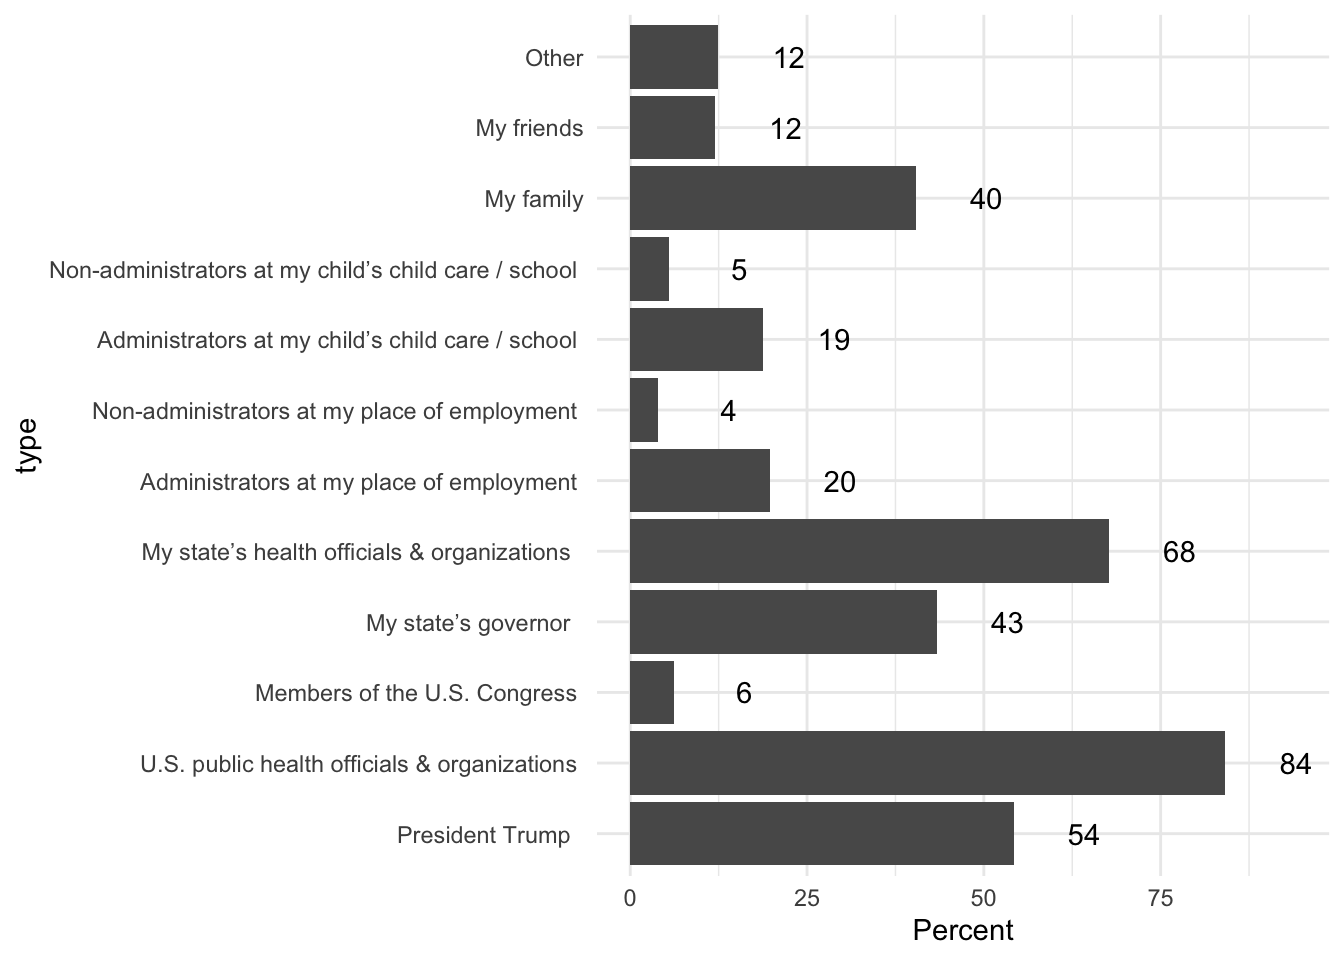 Other 12
My friends 12
My family 40
Non-administrators at my child’s child care / school 5
Administrators at my child’s child care / school 19
Non-administrators at my place of employment 4
Administrators at my place of employment 20
My state’s health officials & organizations 68
My state’s governor 43
Members of the U.S. Congress 6
U.S. public health officials & organizations 84
President Trump 54
type
0 25 50 75
Percent